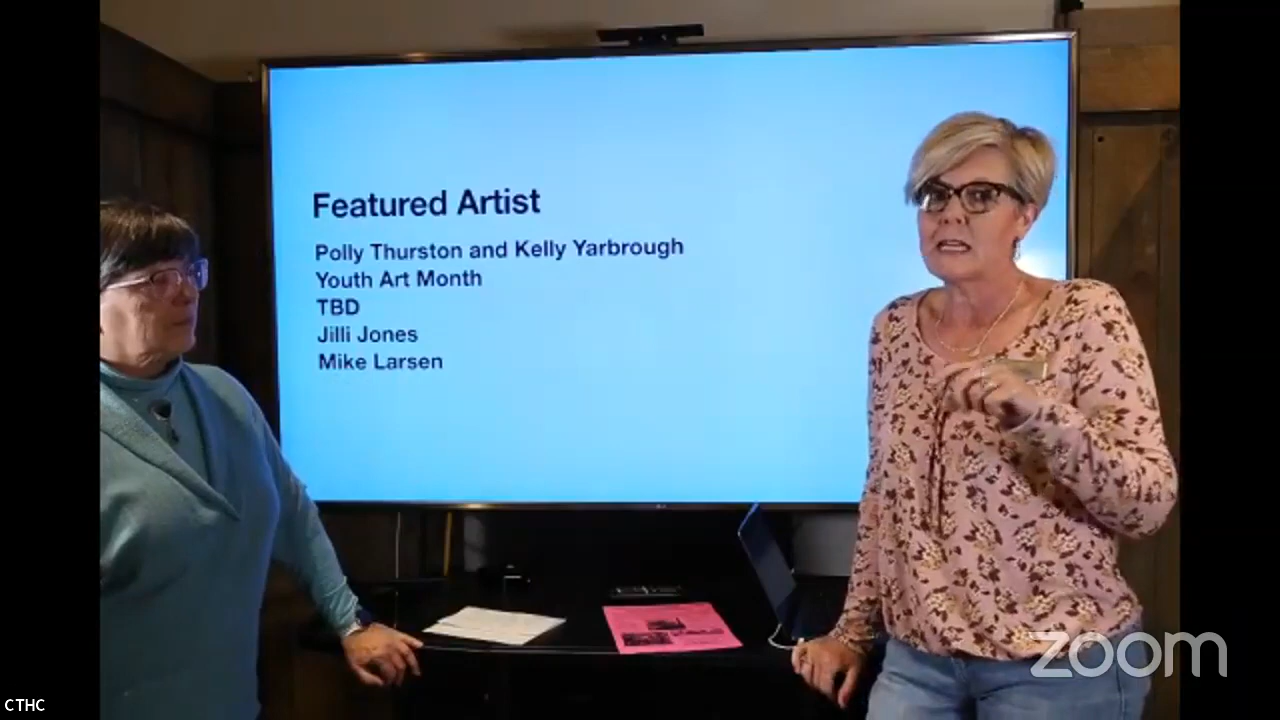 Featured Artist
Polly Thurston and Kelly Yarbrough
Youth Art Month
TBD
Jilli Jones
Mike Larsen
zoom
CTHC